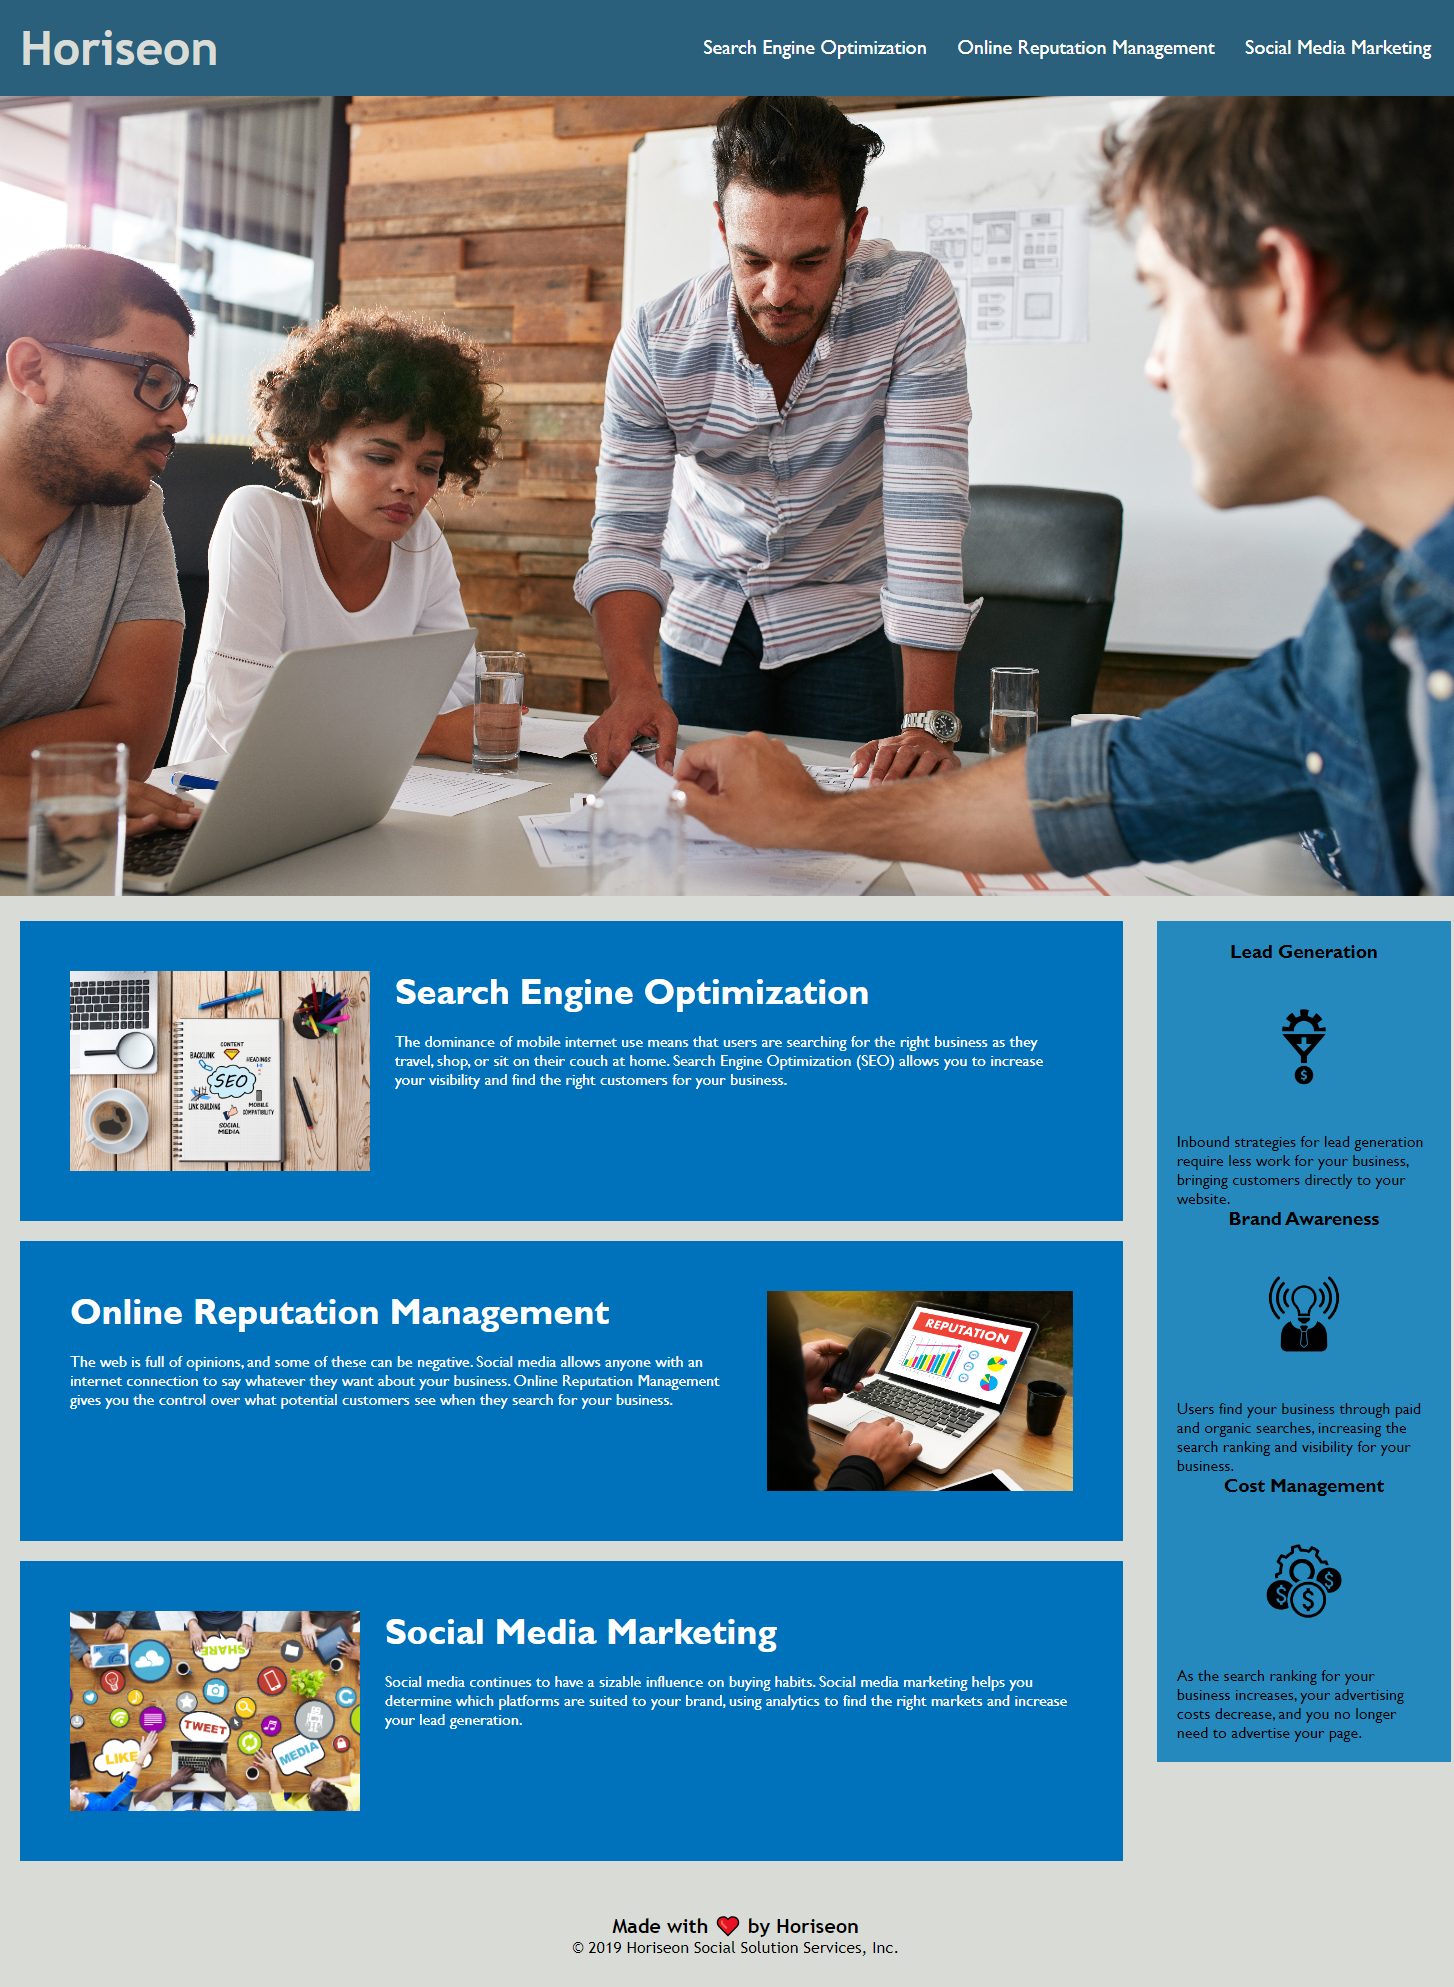 Horiseon
Search Engine Optimization
Online Reputation Management
Social Media Marketing
CONTENT
BACKLINK
HEADINGS
SEO
LINK BUILDING
MOBILE
COMPATIBILITY
SOCIAL
MEDIA
Search Engine Optimization
The dominance of mobile internet use means that users are searching for the right business as they
travel, shop, or sit on their couch at home. Search Engine Optimization (SEO) allows you to increase
your visibility and find the right customers for your business.
Online Reputation Management
The web is full of opinions, and some of these can be negative. Social media allows anyone with an
internet connection to say whatever they want about your business. Online Reputation Management
gives you the control over what potential customers see when they search for your business.
REPUTATION
SHARE
TWEET
LIKE
MEDIA
Social Media Marketing
Social media continues to have a sizable influence on buying habits. Social media marketing helps you
determine which platforms are suited to your brand, using analytics to find the right markets and increase
your lead generation.
Lead Generation
$
Inbound strategies for lead generation
require less work for your business,
bringing customers directly to your
website.
Brand Awareness
Users find your business through paid
and organic searches, increasing the
search ranking and visibility for your
business.
Cost Management
$ $ $
As the search ranking for your
business increases, your advertising
costs decrease, and you no longer
need to advertise your page.
Made with ❤️ by Horiseon
© 2019 Horiseon Social Solution Services, Inc.